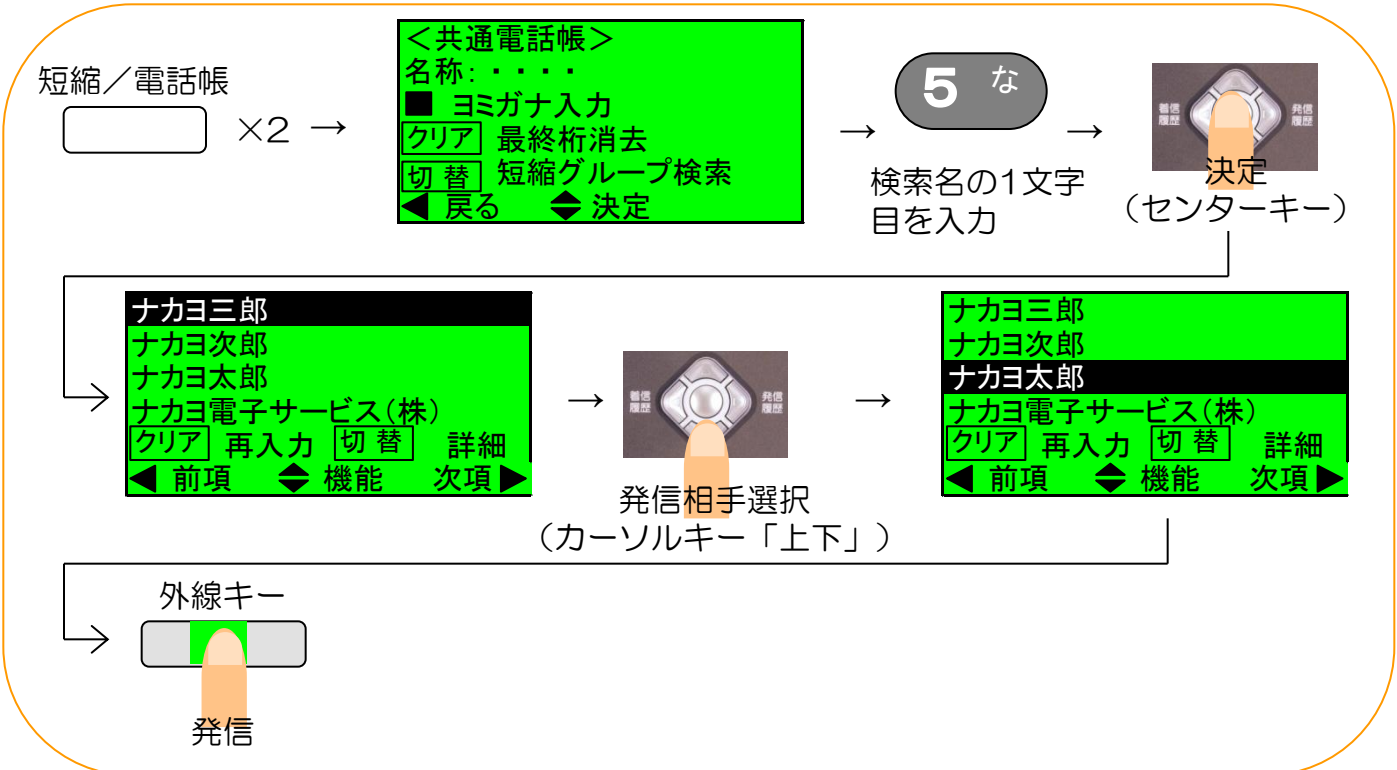 短縮／電話帳
×2 →
＜共通電話帳＞
名称:・・・・
■ ヨミガナ入力
クリア 最終桁消去
切 替 短縮グループ検索
◀ 戻る ◆ 決定
→
5 な
検索名の1文字
目を入力
→
着信
履歴
発信
履歴
決定
（センターキー）
ナカヨ三郎
ナカヨ次郎
ナカヨ太郎
ナカヨ電子サービス（株）
クリア 再入力 切 替 詳細
◀ 前項 ◆ 機能 次項 ▶
→
着信
履歴
発信
履歴
発信相手選択
（カーソルキー「上下」）
→
ナカヨ三郎
ナカヨ次郎
ナカヨ太郎
ナカヨ電子サービス（株）
クリア 再入力 切 替 詳細
◀ 前項 ◆ 機能 次項 ▶
外線キー
発信